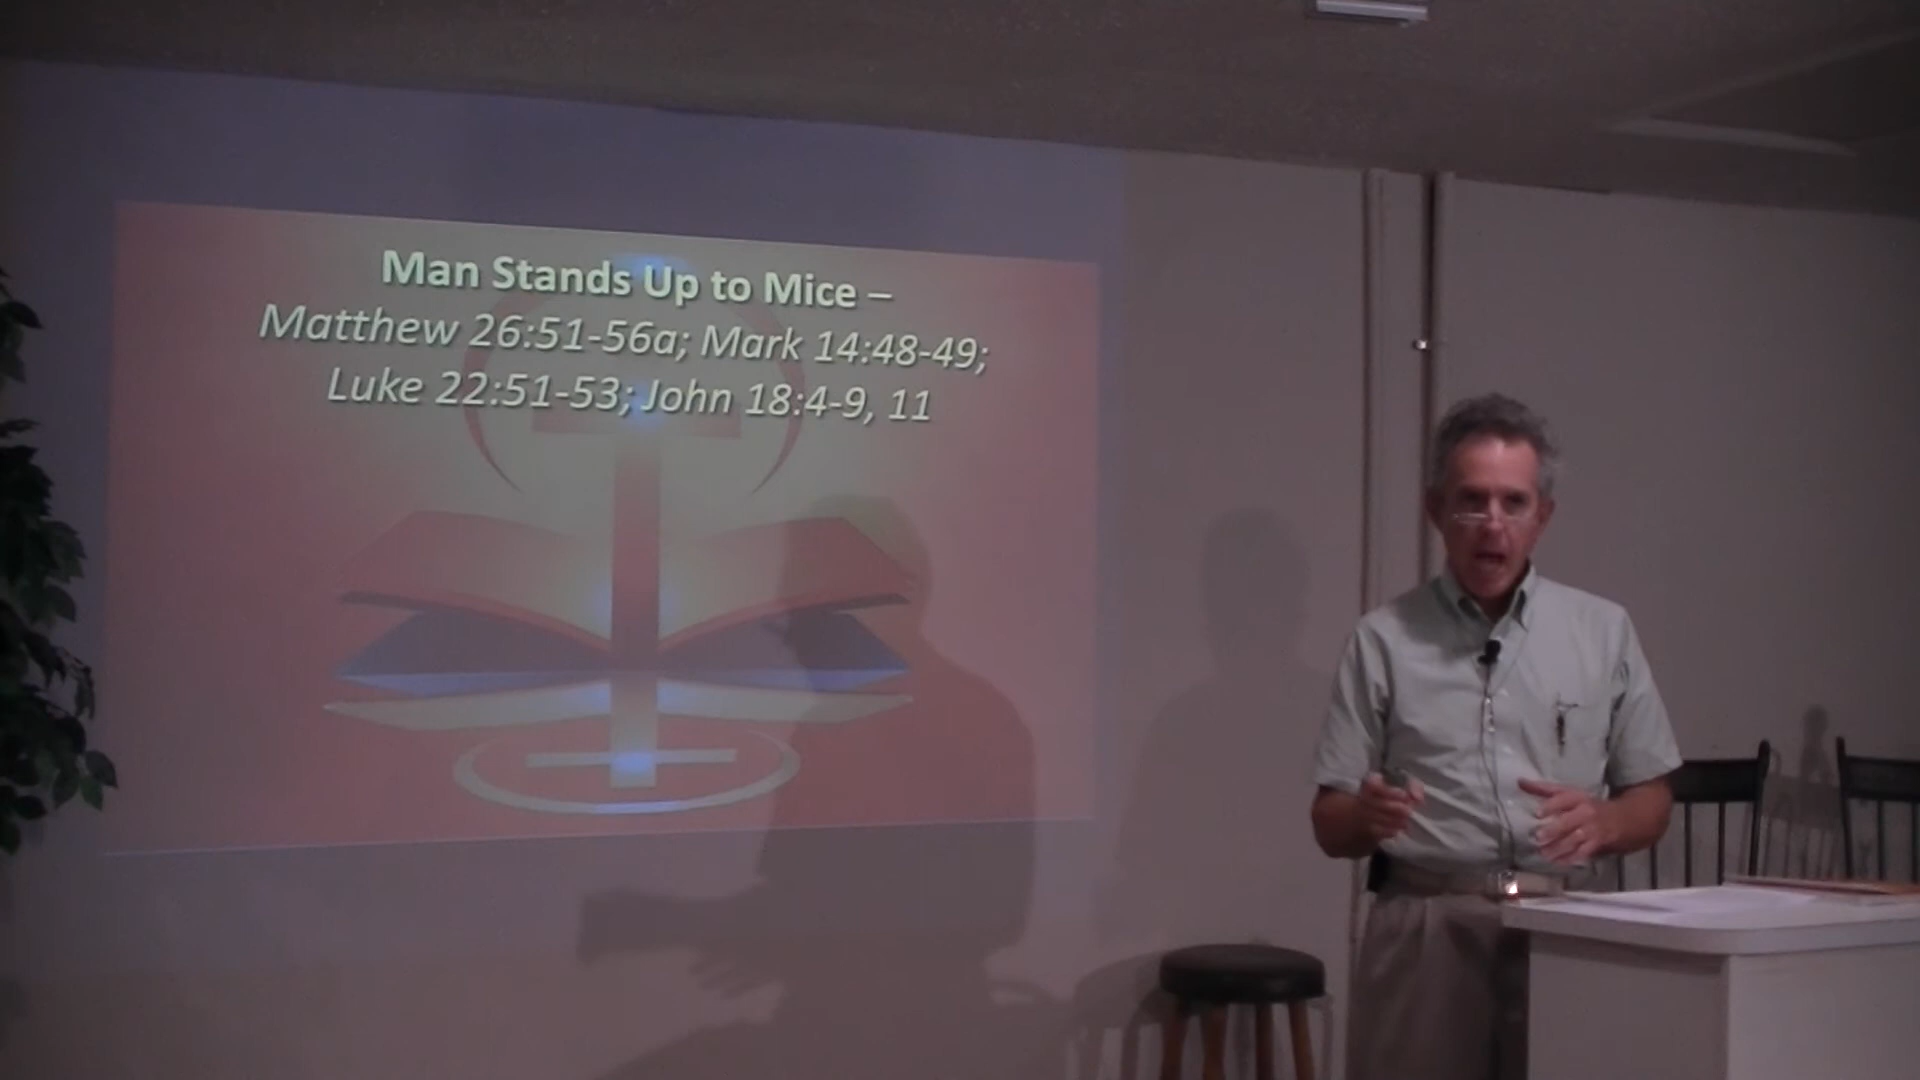 Man Stands Up to Mice –
Matthew 26:51-56a; Mark 14:48-49;
Luke 22:51-53; John 18:4-9, 11